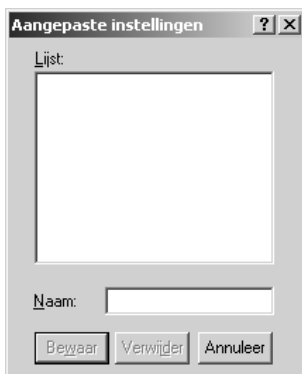 Aangepaste instellingen ? X
Lijst:
Naam:
Bewaar Verwijder Annuleer